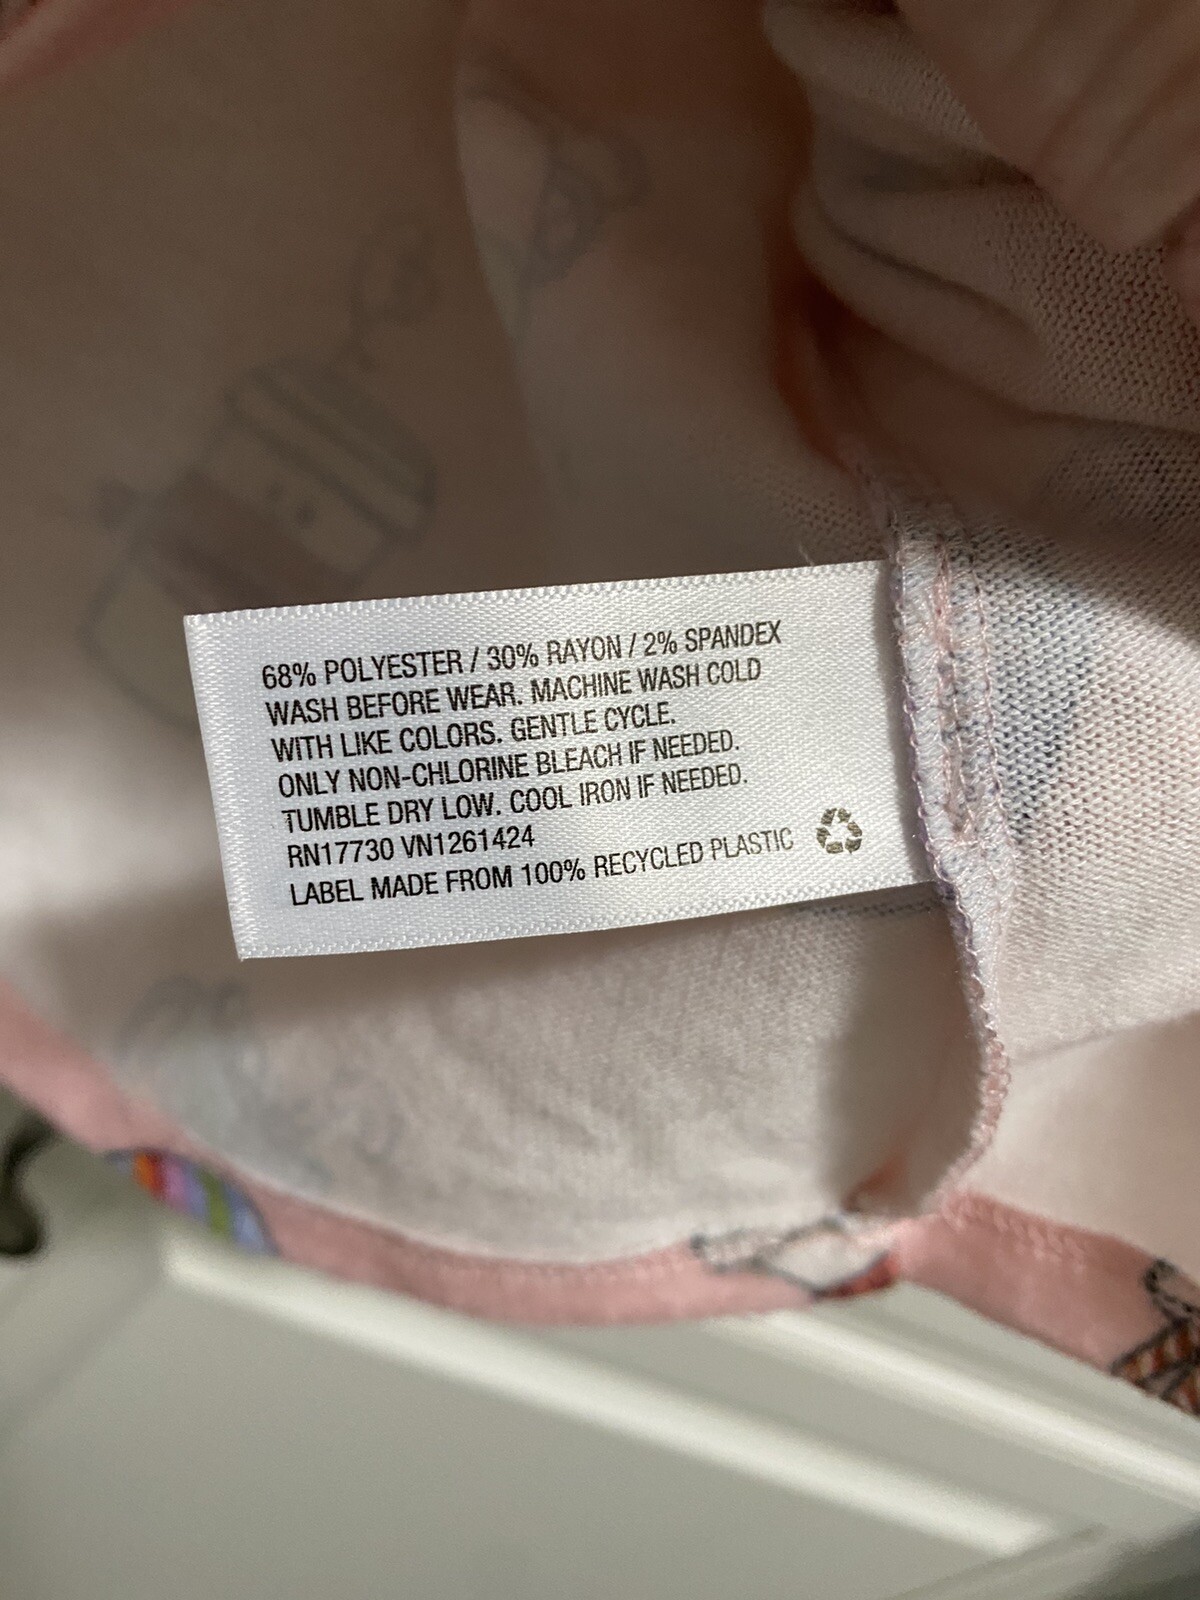 68% POLYESTER / 30% RAYON / 2% SPANDEX
WASH BEFORE WEAR. MACHINE WASH COLD
WITH LIKE COLORS. GENTLE CYCLE.
ONLY NON-CHLORINE BLEACH IF NEEDED.
TUMBLE DRY LOW. COOL IRON IF NEEDED.
RN17730 VN1261424
LABEL MADE FROM 100% RECYCLED PLASTIC